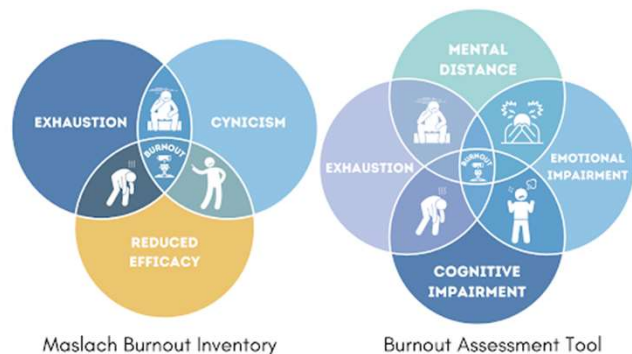 EXHAUSTION
CYNICISM
BURNOUT
REDUCED
EFFICACY
Maslach Burnout Inventory
MENTAL
DISTANCE
EXHAUSTION
BURNOUT
EMOTIONAL
IMPAIRMENT
COGNITIVE
IMPAIRMENT
Burnout Assessment Tool